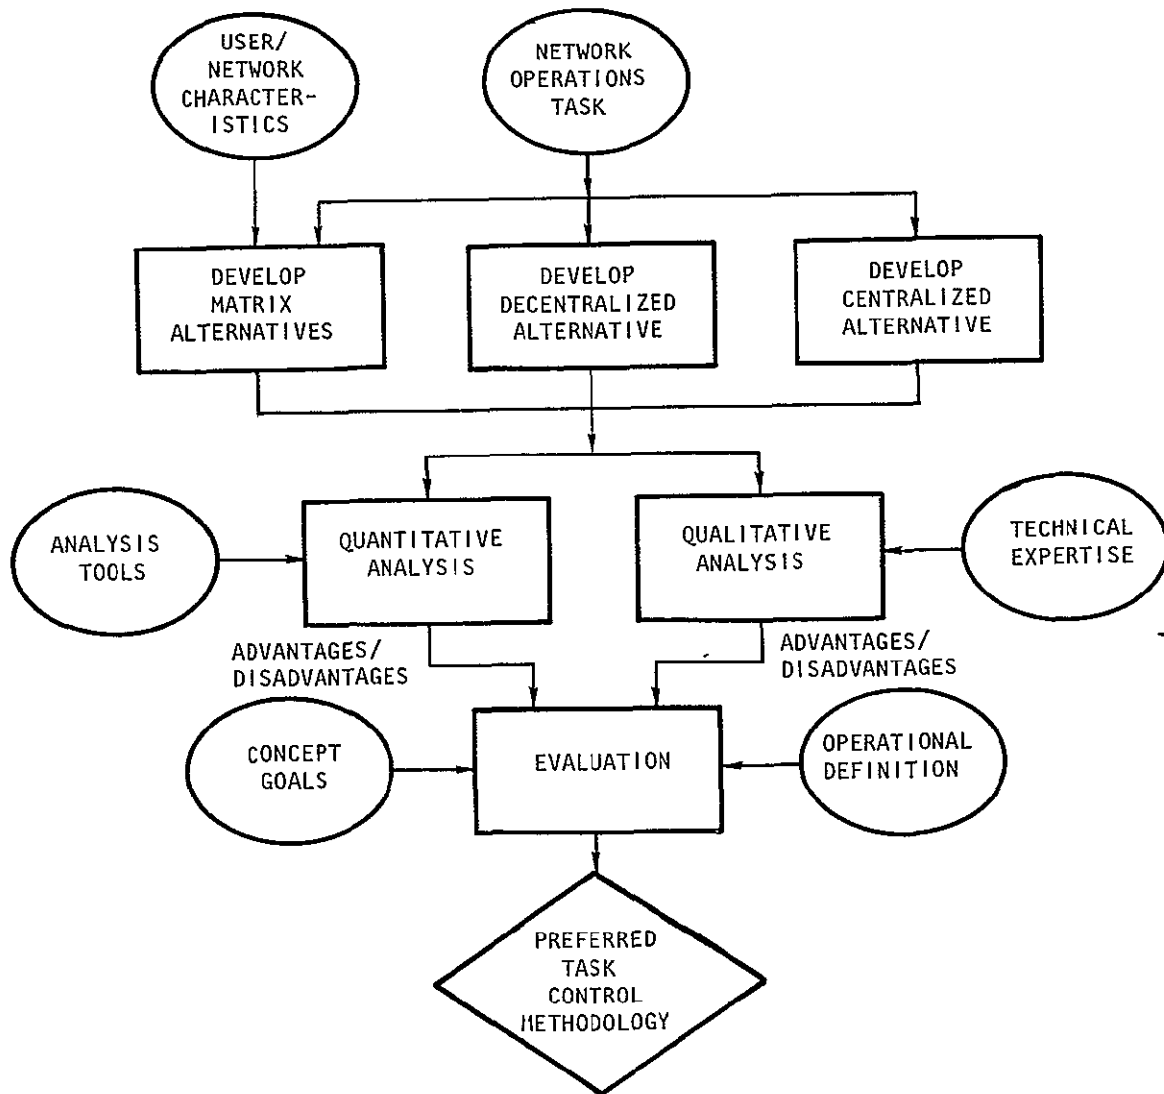 USER/
NETWORK
CHARACTER-
ISTICS
NETWORK
OPERATIONS
TASK
DEVELOP
MATRIX
ALTERNATIVES
DEVELOP
DECENTRALIZED
ALTERNATIVE
DEVELOP
CENTRALIZED
ALTERNATIVE
ANALYSIS
TOOLS
QUANTITATIVE
ANALYSIS
QUALITATIVE
ANALYSIS
TECHNICAL
EXPERTISE
ADVANTAGES/
DISADVANTAGES
ADVANTAGES/
DISADVANTAGES
CONCEPT
GOALS
EVALUATION
OPERATIONAL
DEFINITION
PREFERRED
TASK
CONTROL
METHODOLOGY